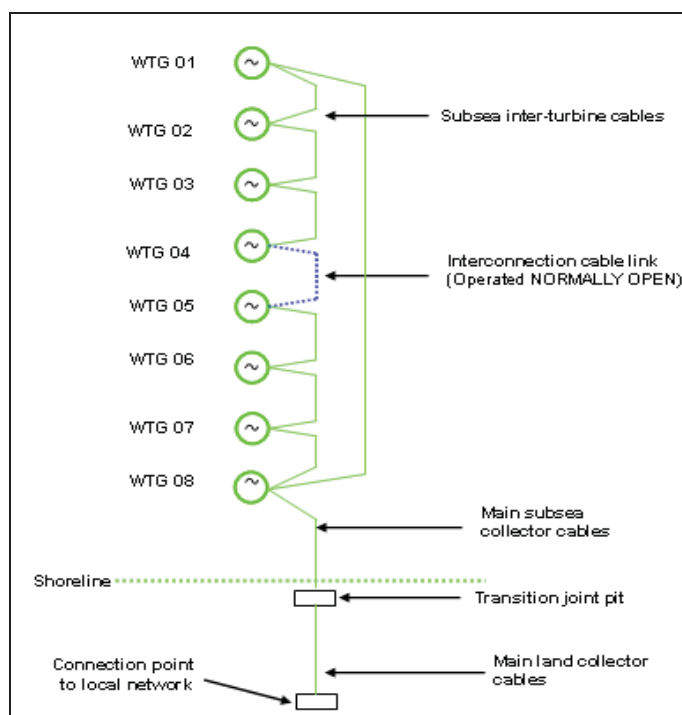 WTG 01
Subsea inter-turbine cables
WTG 02
WTG 03
WTG 04
Interconnection cable link
(Operated NORMALLY OPEN)
WTG 05
WTG 06
WTG 07
WTG 08
Main subsea
collector cables
Shoreline
Transition joint pit
Connection point
to local network
Main land collector
cables